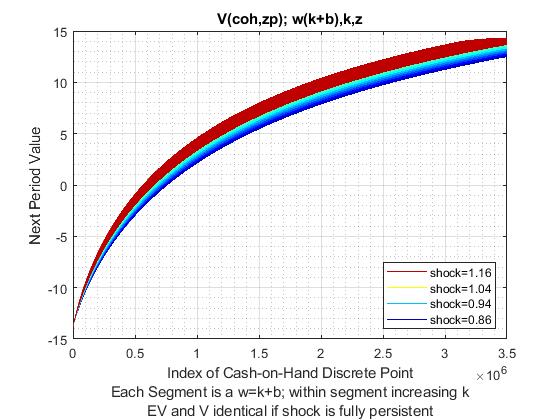 V(coh,zp); w(k+b),k,z
15
10
5
0
-5
-10
-15
Next Period Value
0
0.5
1
1.5
2
2.5
3
3.5
×10^6
shock=1.16
shock=1.04
shock=0.94
shock=0.86
Index of Cash-on-Hand Discrete Point
Each Segment is a w=k+b; within segment increasing k
EV and V identical if shock is fully persistent